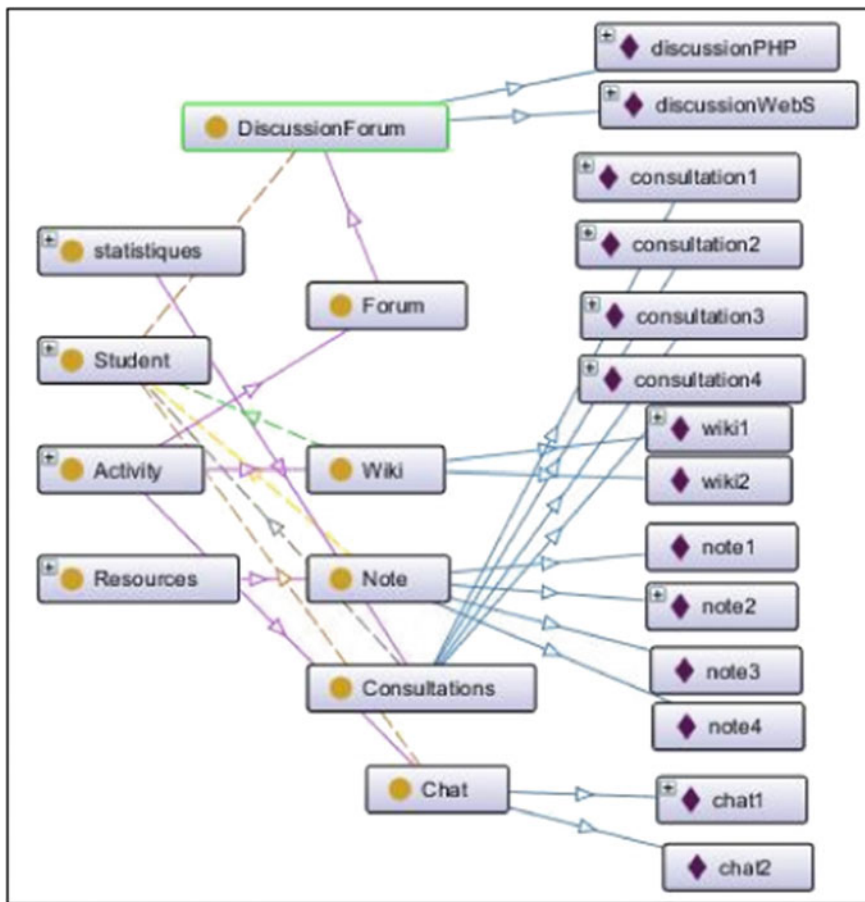 discussionPHP
DiscussionForum
discussionWebS
consultation1
statistiques
consultation2
Forum
consultation3
Student
consultation4
wiki1
Activity
Wiki
wiki2
note1
Resources
Note
note2
note3
Consultations
note4
Chat
chat1
chat2